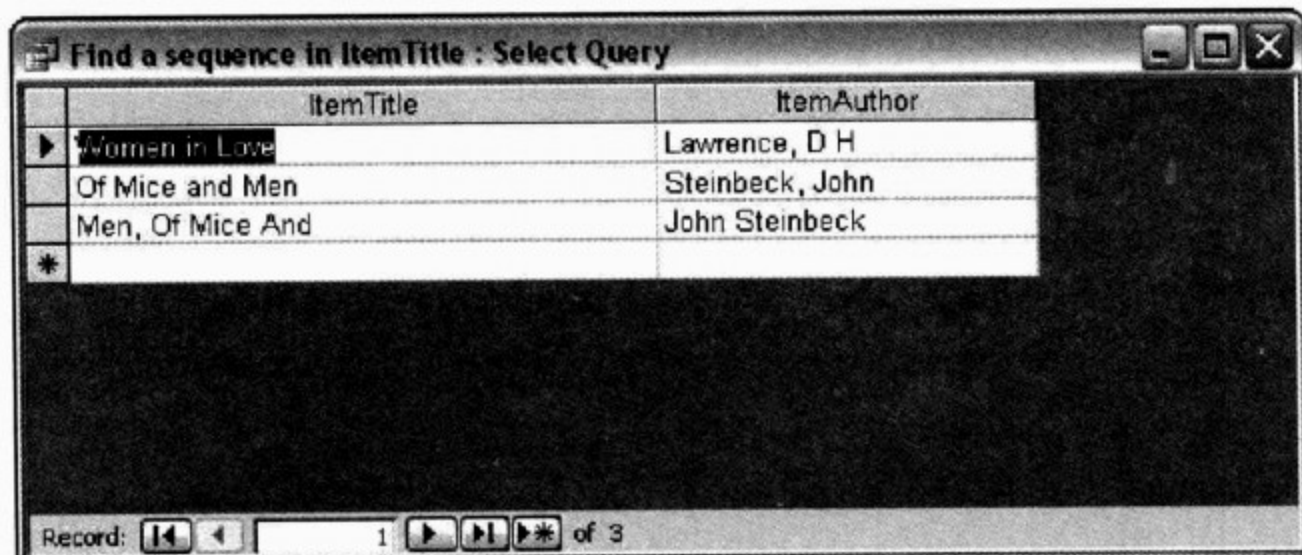 Find a sequence in ItemTitle : Select Query
ItemTitle ItemAuthor
Women in Love Lawrence, D H
Of Mice and Men Steinbeck, John
Men, Of Mice And John Steinbeck
Record: 1 of 3